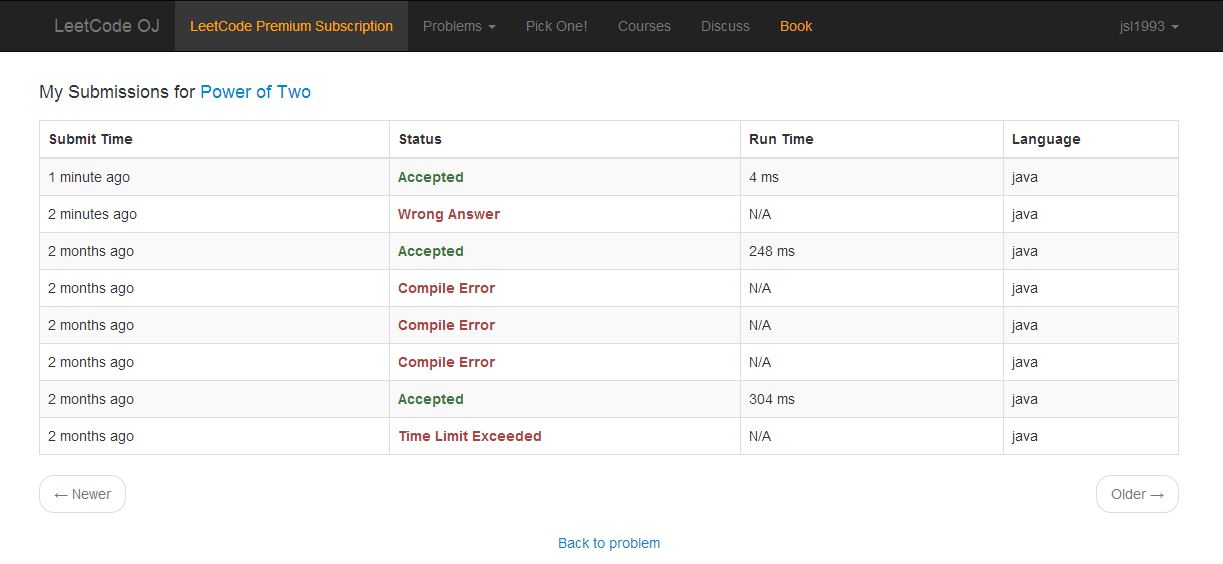 LeetCode OJ LeetCode Premium Subscription Problems Pick One! Courses Discuss Book jsl1993
My Submissions for Power of Two
Submit Time Status Run Time Language
1 minute ago Accepted 4 ms java
2 minutes ago Wrong Answer N/A java
2 months ago Accepted 248 ms java
2 months ago Compile Error N/A java
2 months ago Compile Error N/A java
2 months ago Compile Error N/A java
2 months ago Accepted 304 ms java
2 months ago Time Limit Exceeded N/A java
← Newer Older →
Back to problem